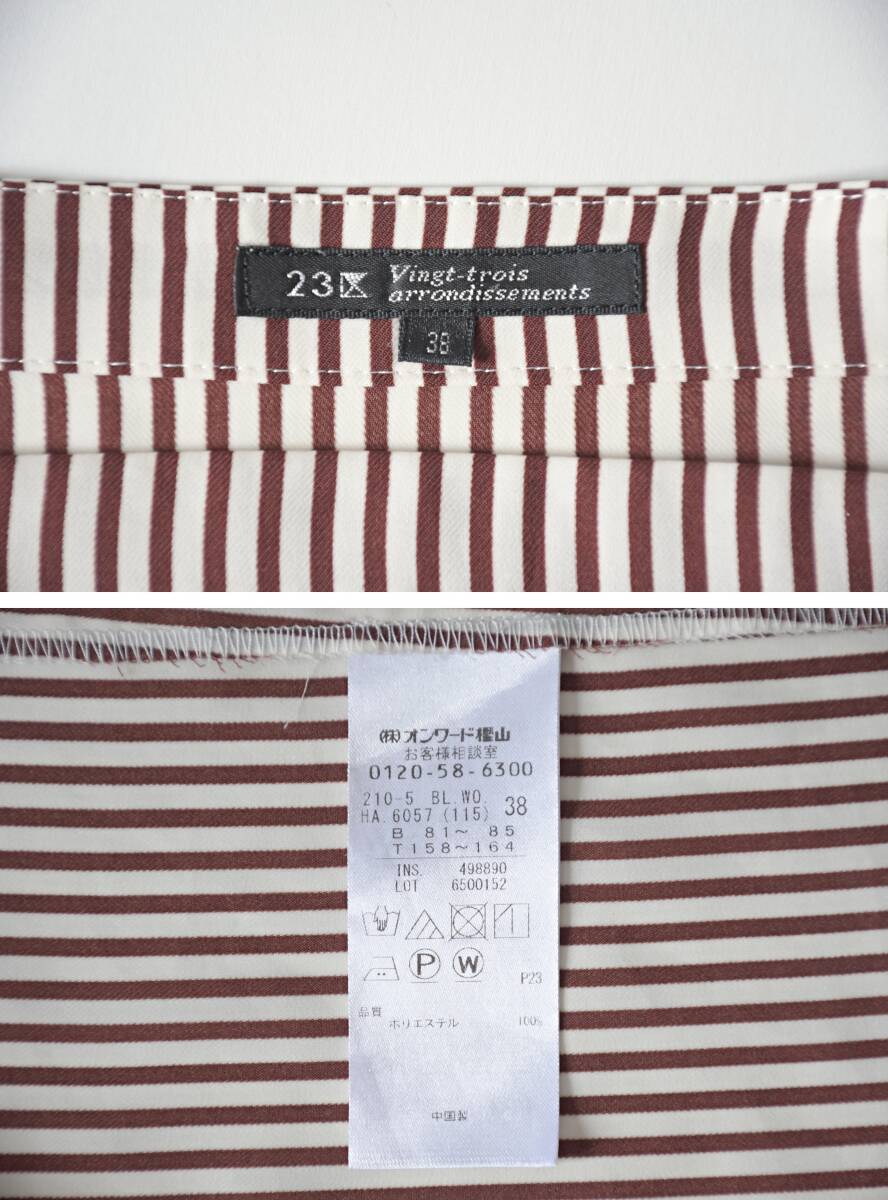 23区 Vingt-trois
arrondissements
38
(株)オンワード樫山
お客様相談室
0120-58-6300
210-5 BL.WO.
HA.6057 (115) 38
B 81～ 85
T158～164
INS. 498890
LOT 6500152
P W
P23
品質
ポリエステル 100%
中国製